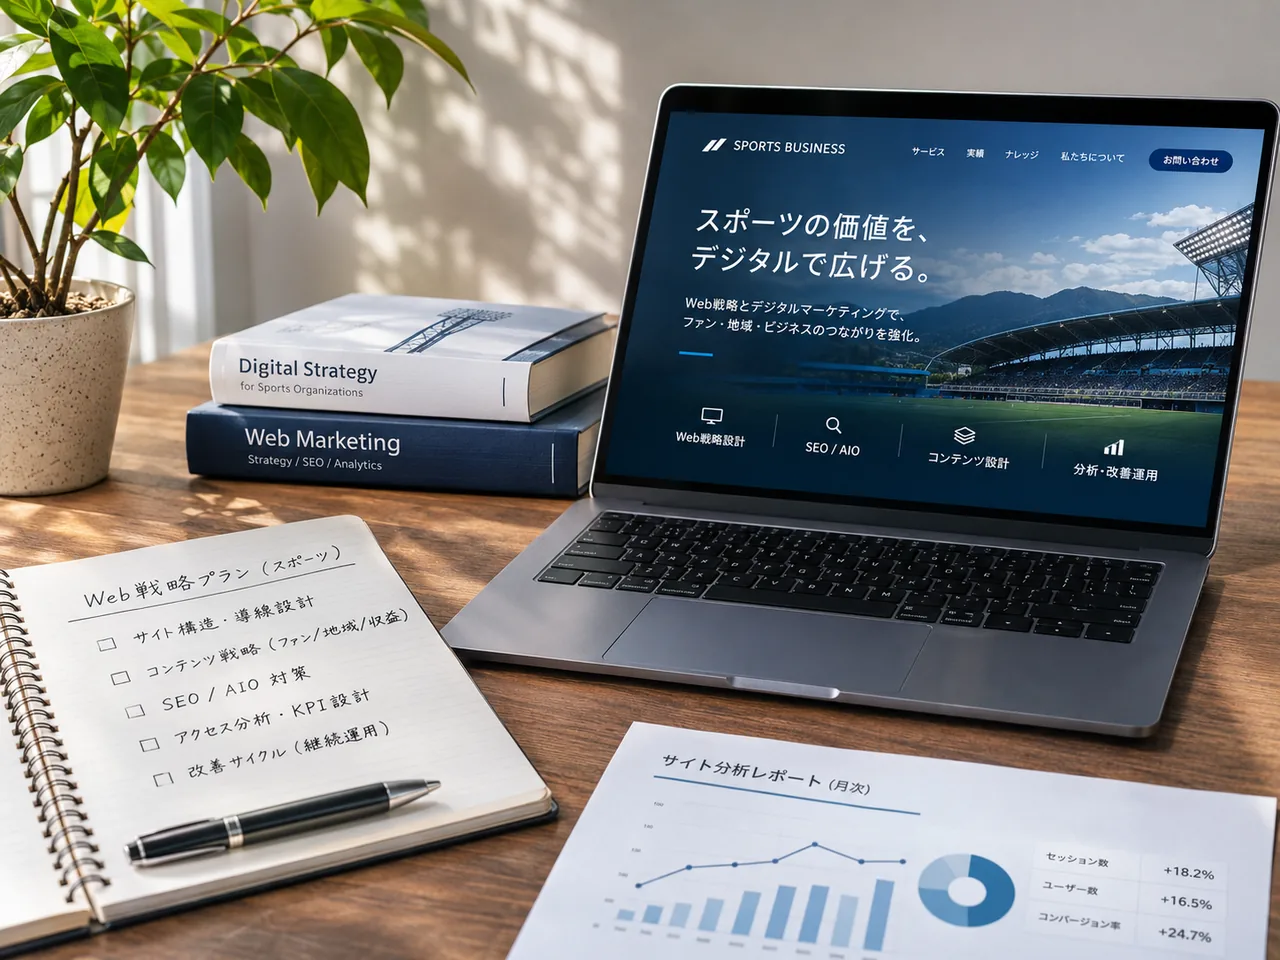 SPORTS BUSINESS
サービス
実績
ナレッジ
私たちについて
お問い合わせ
スポーツの価値を、
デジタルで広げる。
Web戦略とデジタルマーケティングで、
ファン・地域・ビジネスのつながりを強化。
Web戦略設計
SEO / AIO
コンテンツ設計
分析・改善運用
Digital Strategy
for Sports Organizations
Web Marketing
Strategy / SEO / Analytics
Web戦略プラン（スポーツ）
サイト構造・導線設計
コンテンツ戦略（ファン/地域/収益）
SEO / AIO 対策
アクセス分析・KPI設計
改善サイクル（継続運用）
サイト分析レポート (月次)
セッション数 +18.2%
ユーザー数 +16.5%
コンバージョン率 +24.7%